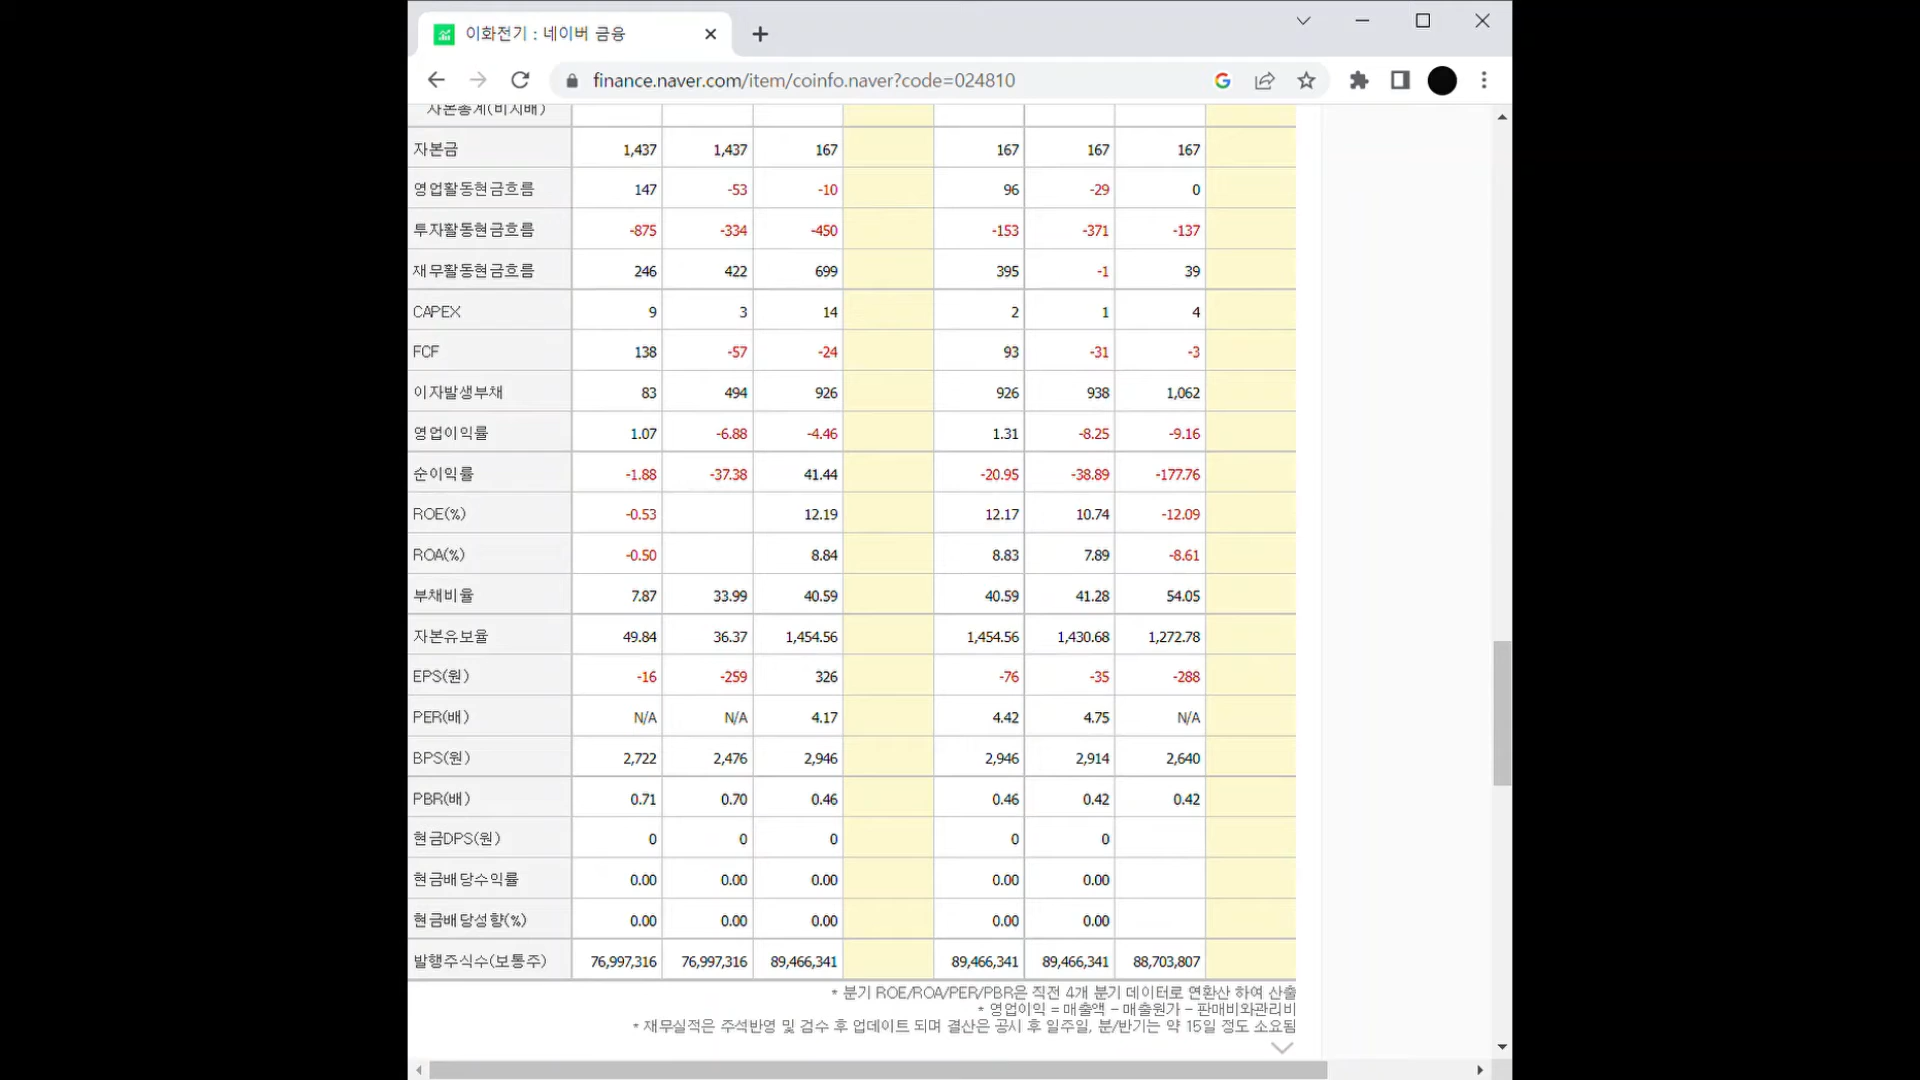 이화전기 : 네이버 금융
finance.naver.com/item/coinfo.naver?code=024810
자본총계(비지배)
자본금 1,437 1,437 167 167 167 167
영업활동현금흐름 147 -53 -10 96 -29 0
투자활동현금흐름 -875 -334 -450 -153 -371 -137
재무활동현금흐름 246 422 699 395 -1 39
CAPEX 9 3 14 2 1 4
FCF 138 -57 -24 93 -31 -3
이자발생부채 83 494 926 926 938 1,062
영업이익률 1.07 -6.88 -4.46 1.31 -8.25 -9.16
순이익률 -1.88 -37.38 41.44 -20.95 -38.89 -177.76
ROE(%) -0.53 12.19 12.17 10.74 -12.09
ROA(%) -0.50 8.84 8.83 7.89 -8.61
부채비율 7.87 33.99 40.59 40.59 41.28 54.05
자본유보율 49.84 36.37 1,454.56 1,454.56 1,430.68 1,272.78
EPS(원) -16 -259 326 -76 -35 -288
PER(배) N/A N/A 4.17 4.42 4.75 N/A
BPS(원) 2,722 2,476 2,946 2,946 2,914 2,640
PBR(배) 0.71 0.70 0.46 0.46 0.42 0.42
현금DPS(원) 0 0 0 0 0
현금배당수익률 0.00 0.00 0.00 0.00 0.00
현금배당성향(%) 0.00 0.00 0.00 0.00 0.00
발행주식수(보통주) 76,997,316 76,997,316 89,466,341 89,466,341 89,466,341 88,703,807
* 분기 ROE/ROA/PER/PBR은 직전 4개 분기 데이터로 연환산 하여 산출
* 영업이익 = 매출액 - 매출원가 - 판매비와관리비
* 재무실적은 주석반영 및 검수 후 업데이트 되며 결산은 공시 후 일주일, 분/반기는 약 15일 정도 소요됨